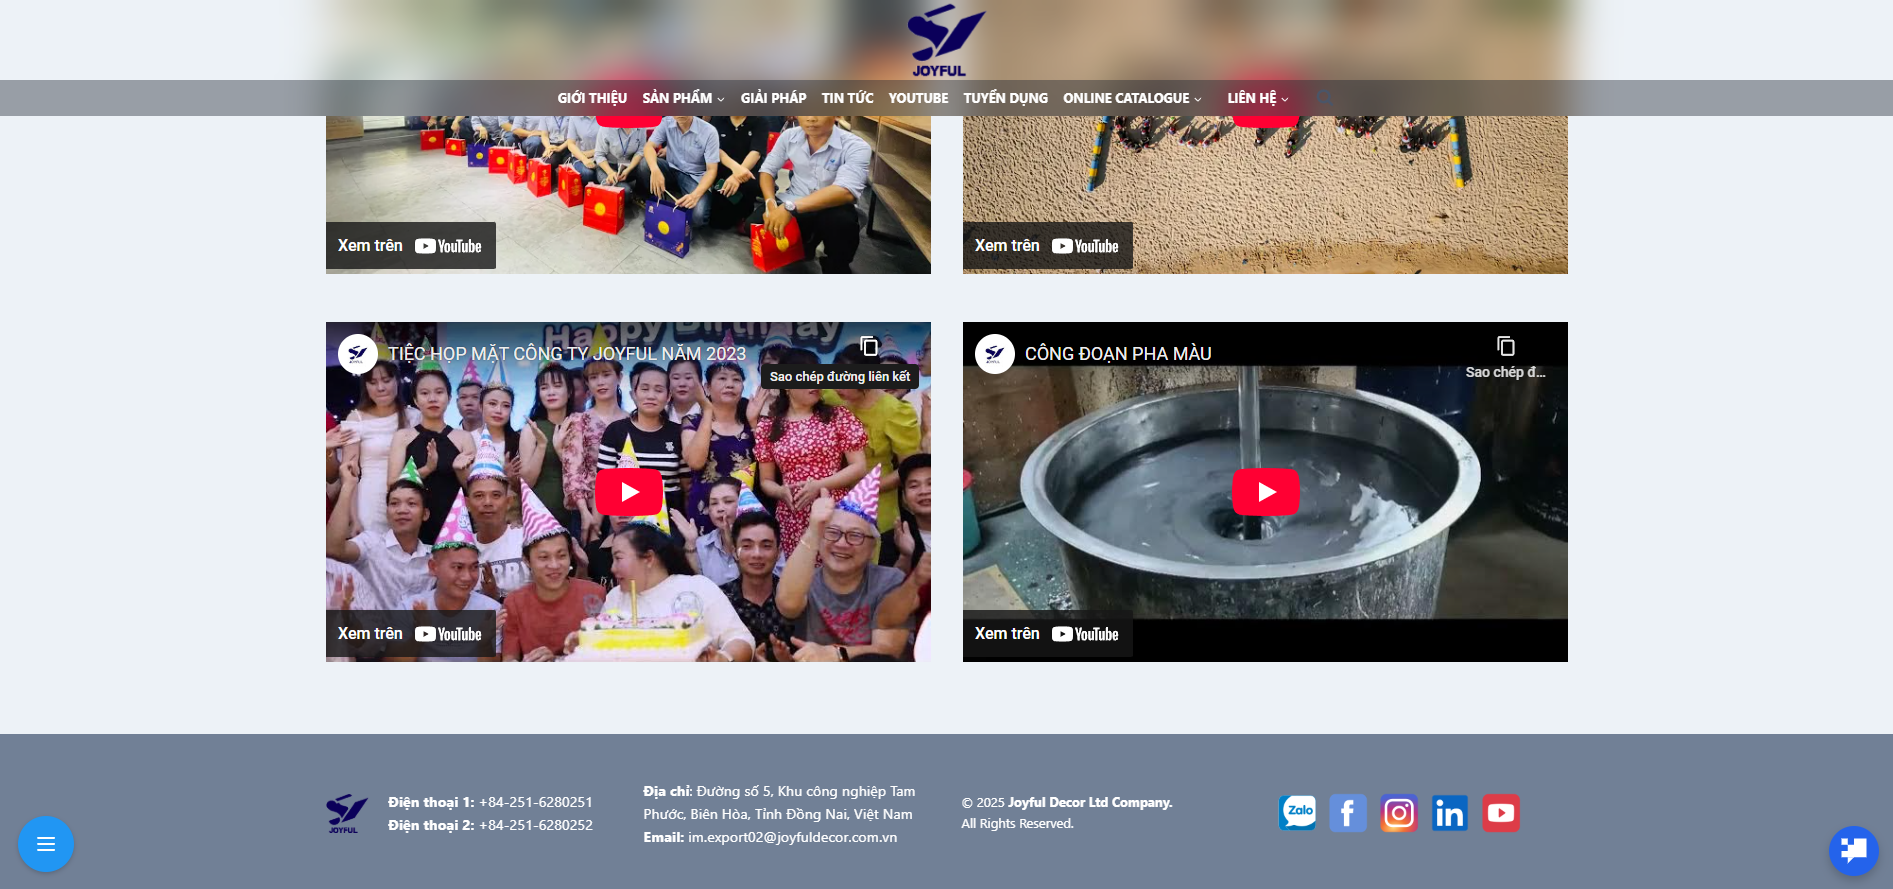 JOYFUL
GIỚI THIỆU SẢN PHẨM GIẢI PHÁP TIN TỨC YOUTUBE TUYỂN DỤNG ONLINE CATALOGUE LIÊN HỆ
Xem trên YouTube
Xem trên YouTube
Happy Birthday
TIỆC HỌP MẶT CÔNG TY JOYFUL NĂM 2023
Sao chép đường liên kết
CÔNG ĐOẠN PHA MÀU
Sao chép đ...
Xem trên YouTube
Xem trên YouTube
JOYFUL
Điện thoại 1: +84-251-6280251
Điện thoại 2: +84-251-6280252
Địa chỉ: Đường số 5, Khu công nghiệp Tam
Phước, Biên Hòa, Tỉnh Đồng Nai, Việt Nam
Email: im.export02@joyfuldecor.com.vn
© 2025 Joyful Decor Ltd Company.
All Rights Reserved.
Zalo